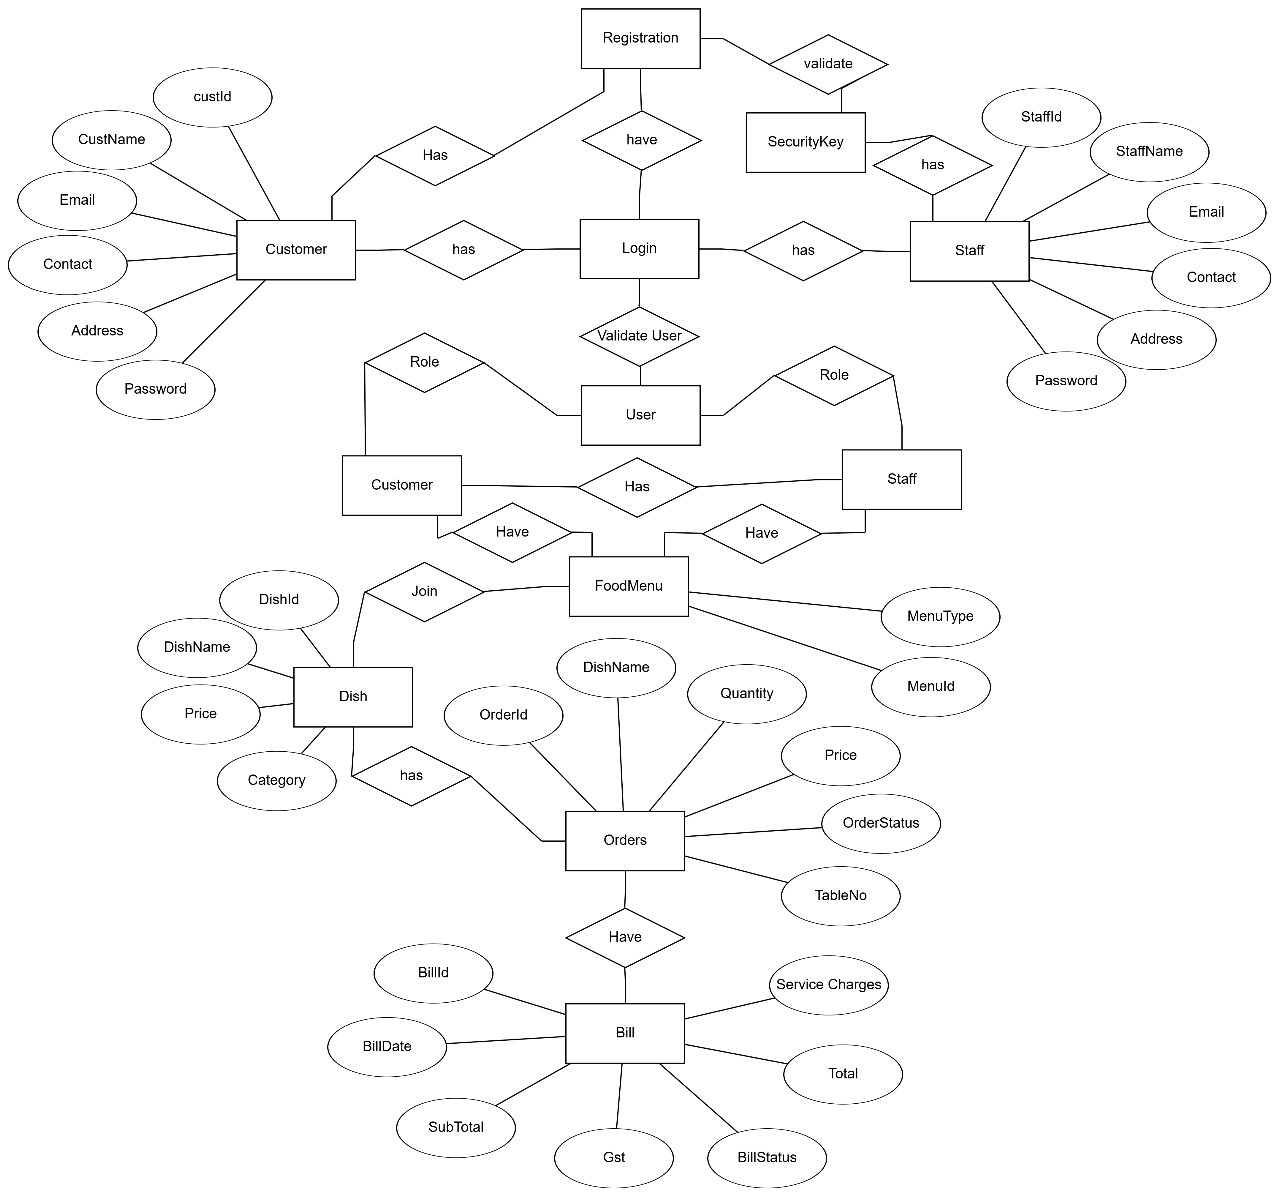 Registration
validate
custId
StaffId
CustName
have
SecurityKey
Has
StaffName
has
Email
Email
Customer
has
Login
has
Staff
Contact
Contact
Address
Validate User
Address
Role
Role
Password
Password
User
Customer
Has
Staff
Have
Have
FoodMenu
Join
DishId
MenuType
DishName
DishName
MenuId
Dish
Quantity
Price
OrderId
Price
has
Category
OrderStatus
Orders
TableNo
Have
BillId
Service Charges
Bill
BillDate
Total
SubTotal
Gst
BillStatus